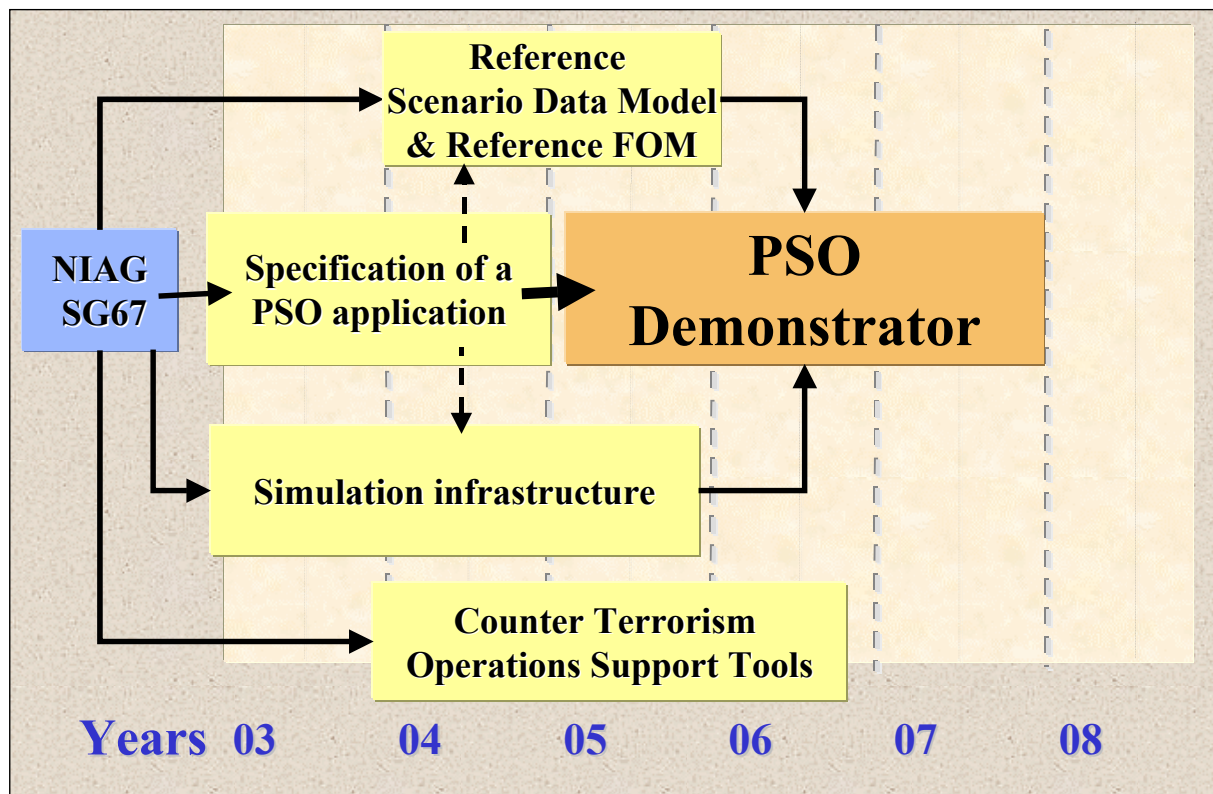 Reference
Scenario Data Model
& Reference FOM
NIAG
SG67
Specification of a
PSO application
PSO
Demonstrator
Simulation infrastructure
Counter Terrorism
Operations Support Tools
Years 03 04 05 06 07 08